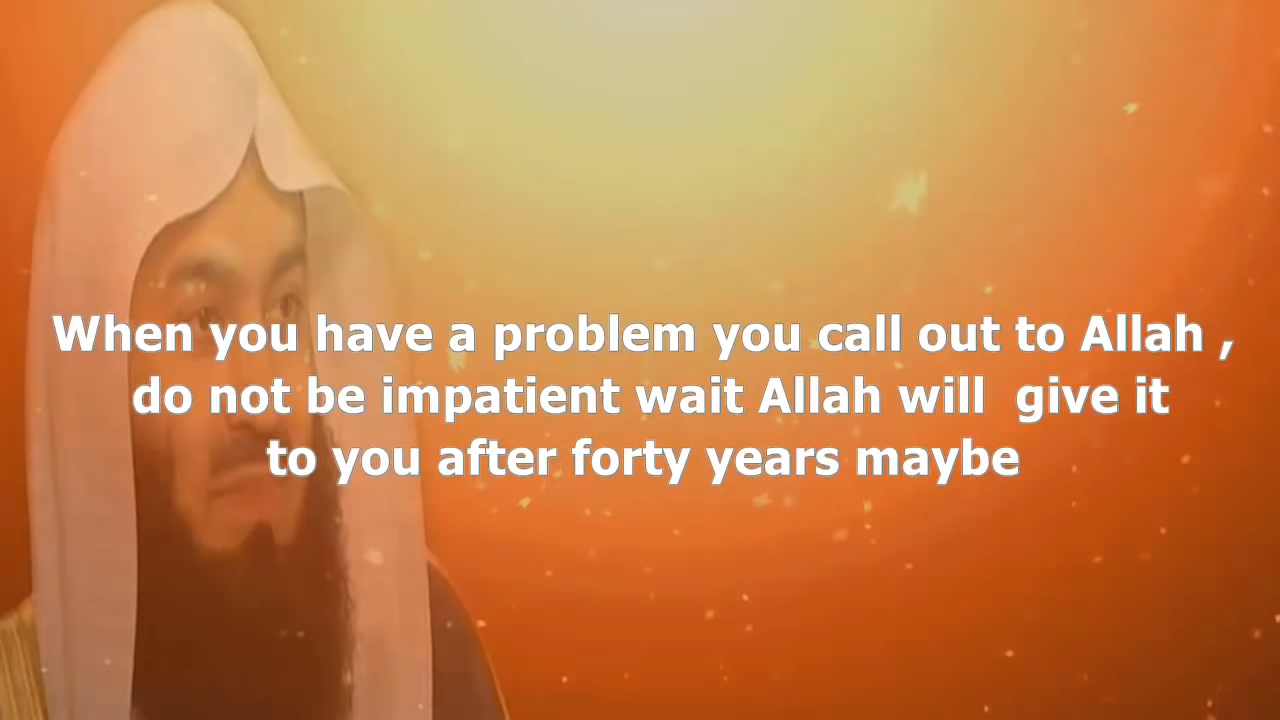 When you have a problem you call out to Allah ,
do not be impatient wait Allah will  give it
to you after forty years maybe